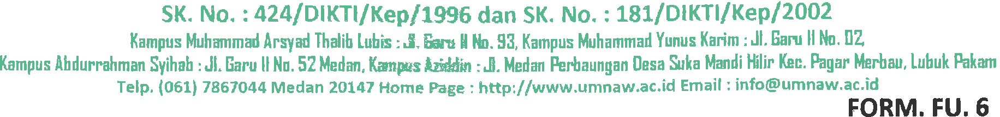 SK. No. : 424/DIKTI/Kep/1996 dan SK. No. : 181/DIKTI/Kep/2002
Kampus Muhammad Arsyad Thalib Lubis : Jl. Garu II No. 93, Kampus Muhammad Yunus Karim : Jl. Garu II No. 02,
Kampus Abdurrahman Syihab : Jl. Garu II No. 52 Medan, Kampus Aziddin : Jl. Medan Perbaungan Desa Suka Mandi Hilir Kec. Pagar Merbau, Lubuk Pakam
Telp. (061) 7867044 Medan 20147 Home Page : http://www.umnaw.ac.id Email : info@umnaw.ac.id
FORM. FU. 6